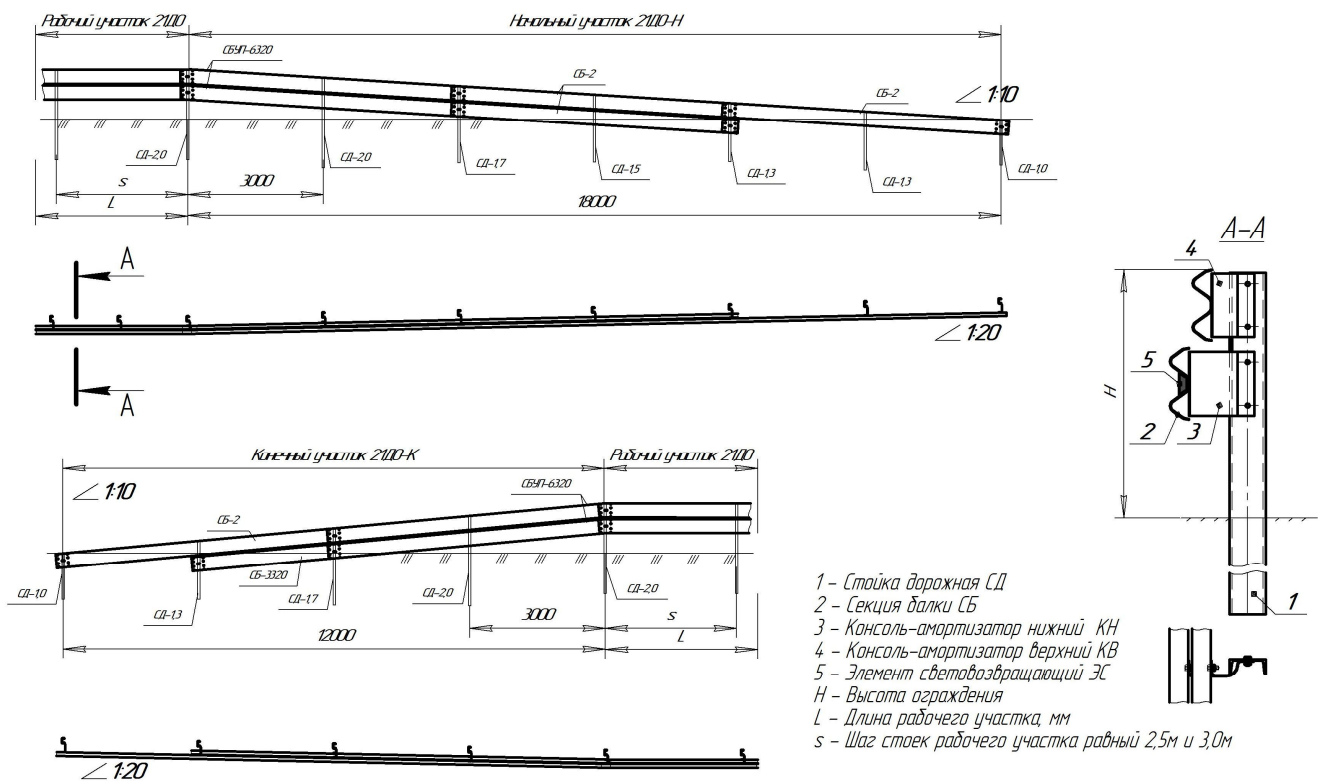 Рабочий участок 21ДО
Начальный участок 21ДО-Н
СБУП-6320
СБ-2
СБ-2
1:10
СД-2,0
СД-2,0
СД-1,7
СД-1,5
СД-1,3
СД-1,3
СД-1,0
s
3000
L
18000
А
А
1:20
А-А
4
5
H
2
3
1
Конечный участок 21ДО-К
Рабочий участок 21ДО
1:10
СБУП-6320
СБ-2
СБ-3320
СД-1,0
СД-1,3
СД-1,7
СД-2,0
СД-2,0
3000
s
12000
L
1:20
1 - Стойка дорожная СД
2 - Секция балки СБ
3 - Консоль-амортизатор нижний КН
4 - Консоль-амортизатор верхний КВ
5 - Элемент световозвращающий ЭС
H - Высота ограждения
L - Длина рабочего участка, мм
s - Шаг стоек рабочего участка равный 2,5м и 3,0м